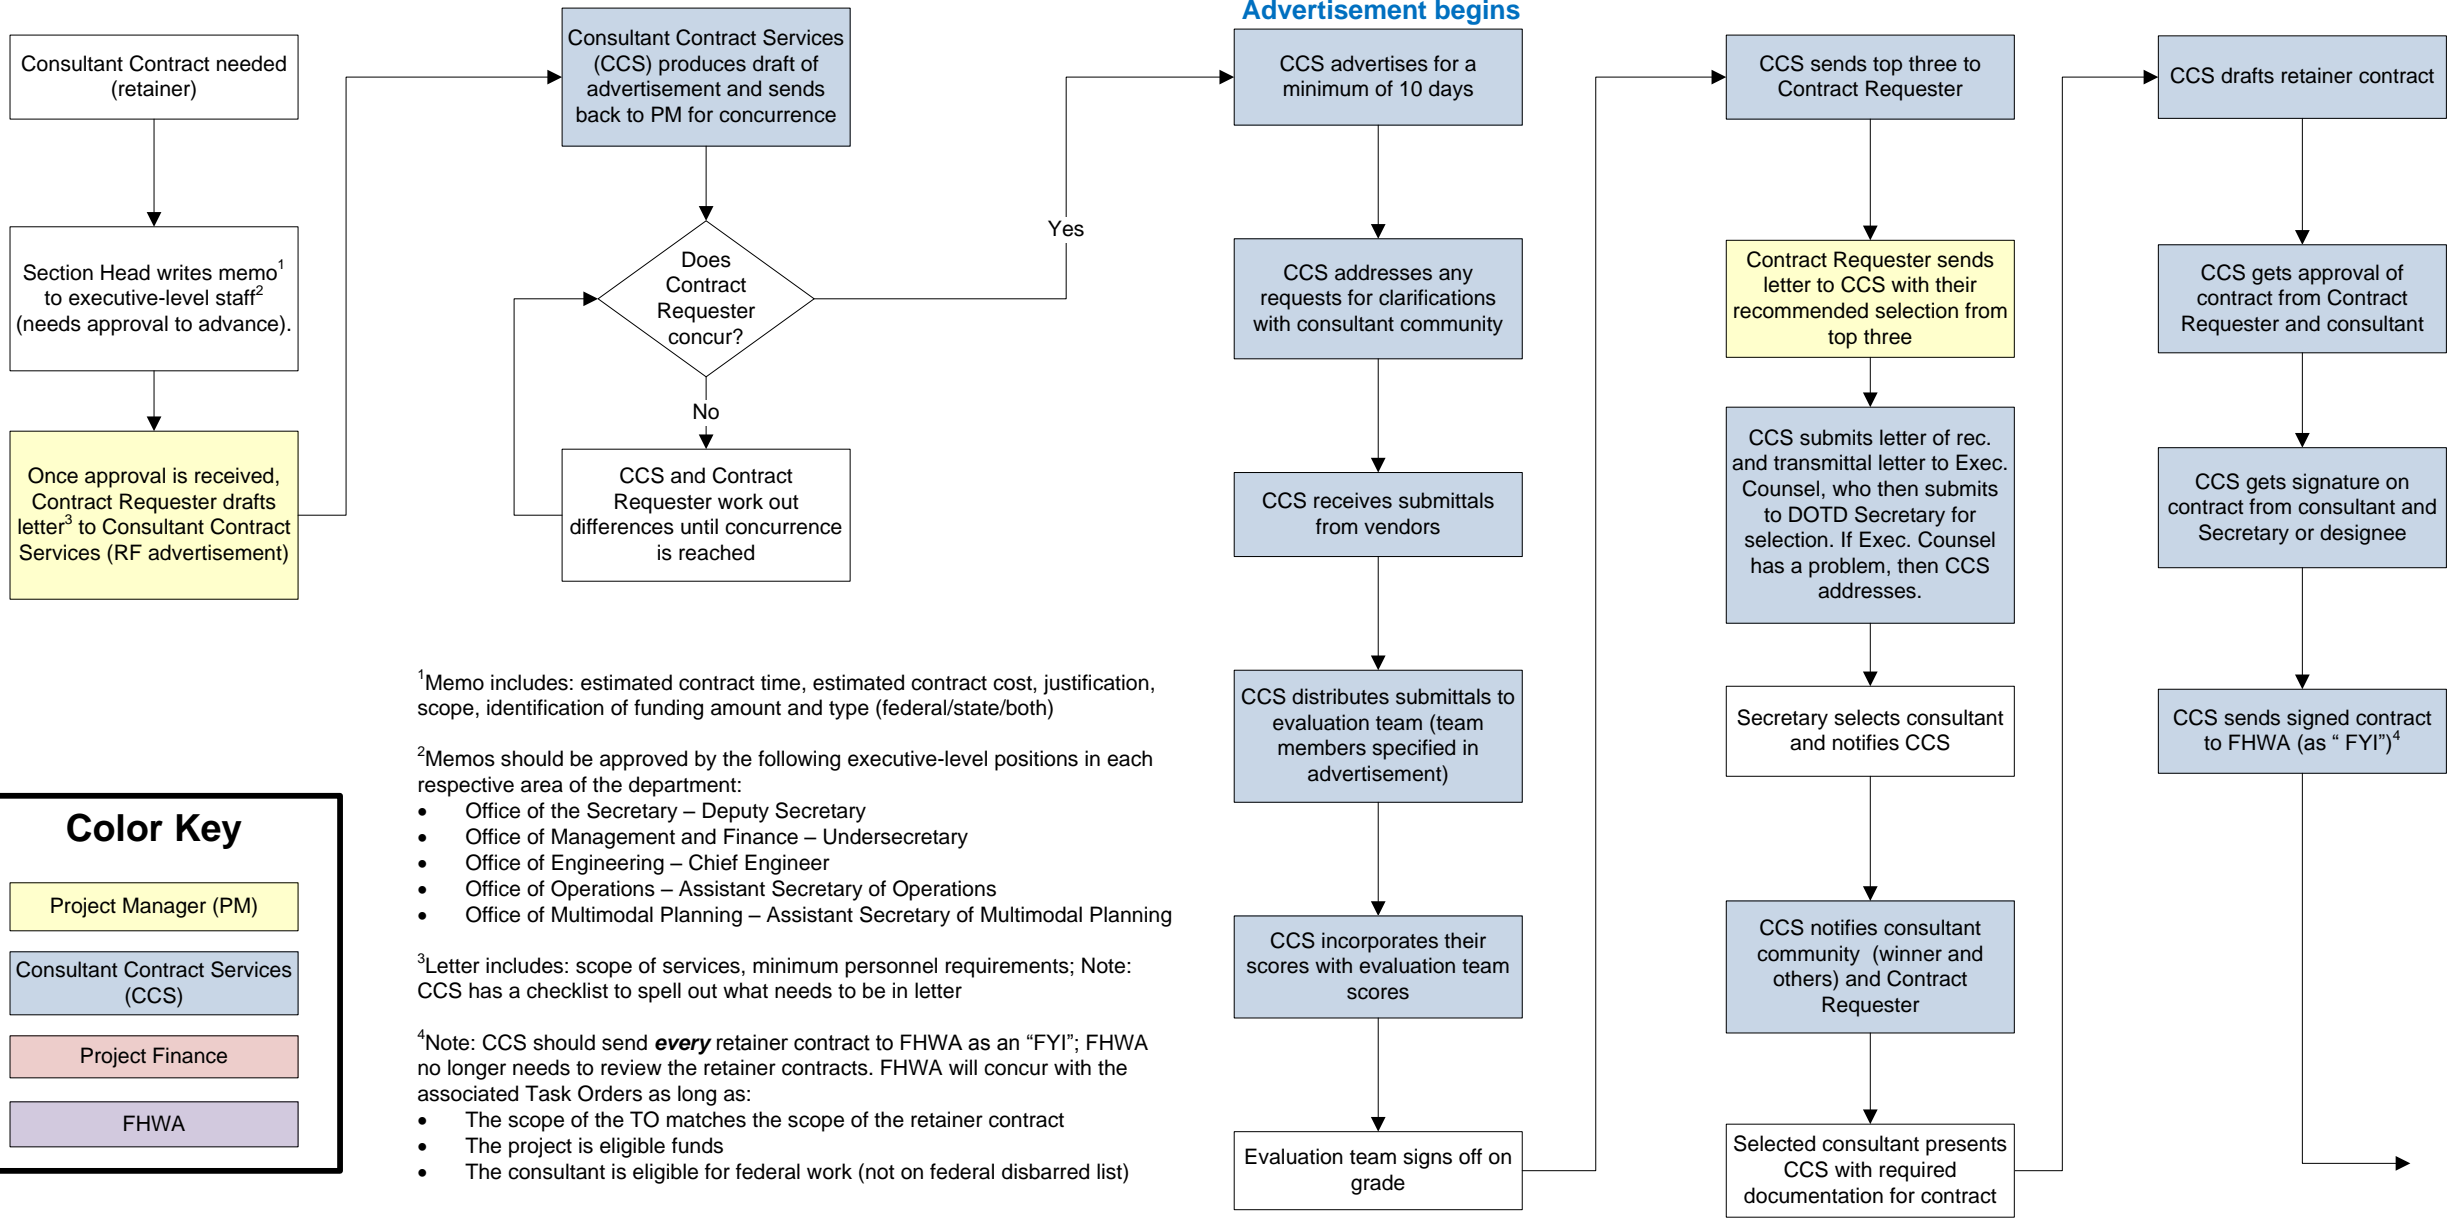 Consultant Contract needed
(retainer)
Section Head writes memo1
to executive-level staff2
(needs approval to advance).
Once approval is received,
Contract Requester drafts
letter3 to Consultant Contract
Services (RF advertisement)
Consultant Contract Services
(CCS) produces draft of
advertisement and sends
back to PM for concurrence
Does
Contract
Requester
concur?
Yes
No
CCS and Contract
Requester work out
differences until concurrence
is reached
Advertisement begins
CCS advertises for a
minimum of 10 days
CCS addresses any
requests for clarifications
with consultant community
CCS receives submittals
from vendors
CCS distributes submittals to
evaluation team (team
members specified in
advertisement)
CCS incorporates their
scores with evaluation team
scores
Evaluation team signs off on
grade
CCS sends top three to
Contract Requester
Contract Requester sends
letter to CCS with their
recommended selection from
top three
CCS submits letter of rec.
and transmittal letter to Exec.
Counsel, who then submits
to DOTD Secretary for
selection. If Exec. Counsel
has a problem, then CCS
addresses.
Secretary selects consultant
and notifies CCS
CCS notifies consultant
community (winner and
others) and Contract
Requester
Selected consultant presents
CCS with required
documentation for contract
CCS drafts retainer contract
CCS gets approval of
contract from Contract
Requester and consultant
CCS gets signature on
contract from consultant and
Secretary or designee
CCS sends signed contract
to FHWA (as “ FYI”)4
1Memo includes: estimated contract time, estimated contract cost, justification,
scope, identification of funding amount and type (federal/state/both)
2Memos should be approved by the following executive-level positions in each
respective area of the department:
• Office of the Secretary – Deputy Secretary
• Office of Management and Finance – Undersecretary
• Office of Engineering – Chief Engineer
• Office of Operations – Assistant Secretary of Operations
• Office of Multimodal Planning – Assistant Secretary of Multimodal Planning
3Letter includes: scope of services, minimum personnel requirements; Note:
CCS has a checklist to spell out what needs to be in letter
4Note: CCS should send every retainer contract to FHWA as an “FYI”; FHWA
no longer needs to review the retainer contracts. FHWA will concur with the
associated Task Orders as long as:
• The scope of the TO matches the scope of the retainer contract
• The project is eligible funds
• The consultant is eligible for federal work (not on federal disbarred list)
Color Key
Project Manager (PM)
Consultant Contract Services
(CCS)
Project Finance
FHWA